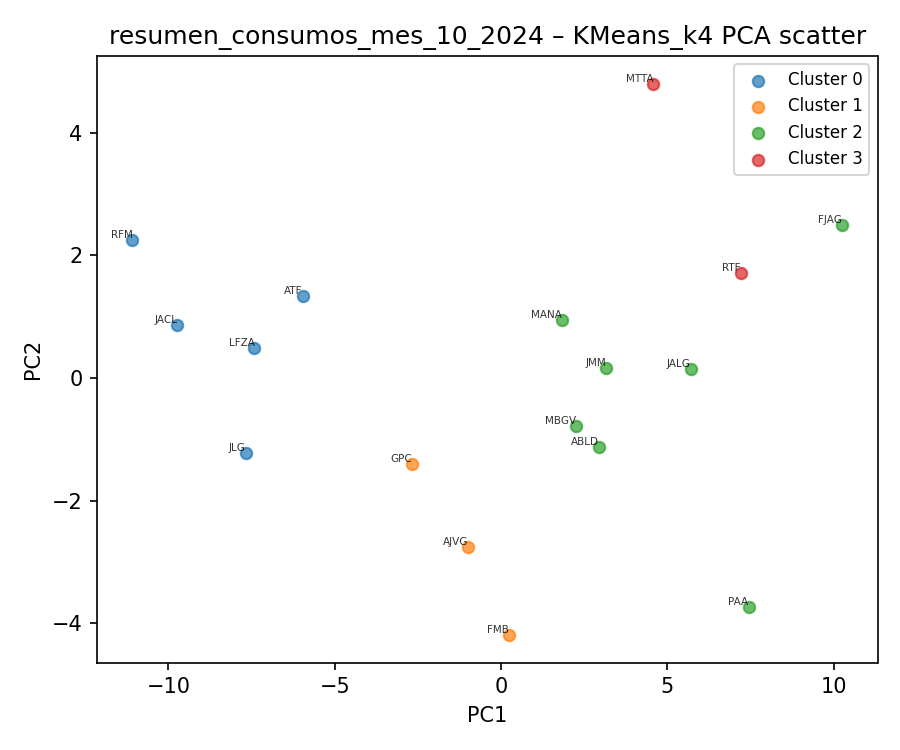 resumen_consumos_mes_10_2024 – KMeans_k4 PCA scatter
Cluster 0
Cluster 1
Cluster 2
Cluster 3
MTTA
FJAG
RFM
RTF
ATF
JACL
MANA
LFZA
JMM
JALG
MBGV
ABLD
JLG
GPC
AJVG
PAA
FMB
4
2
0
−2
−4
PC2
−10
−5
0
5
10
PC1